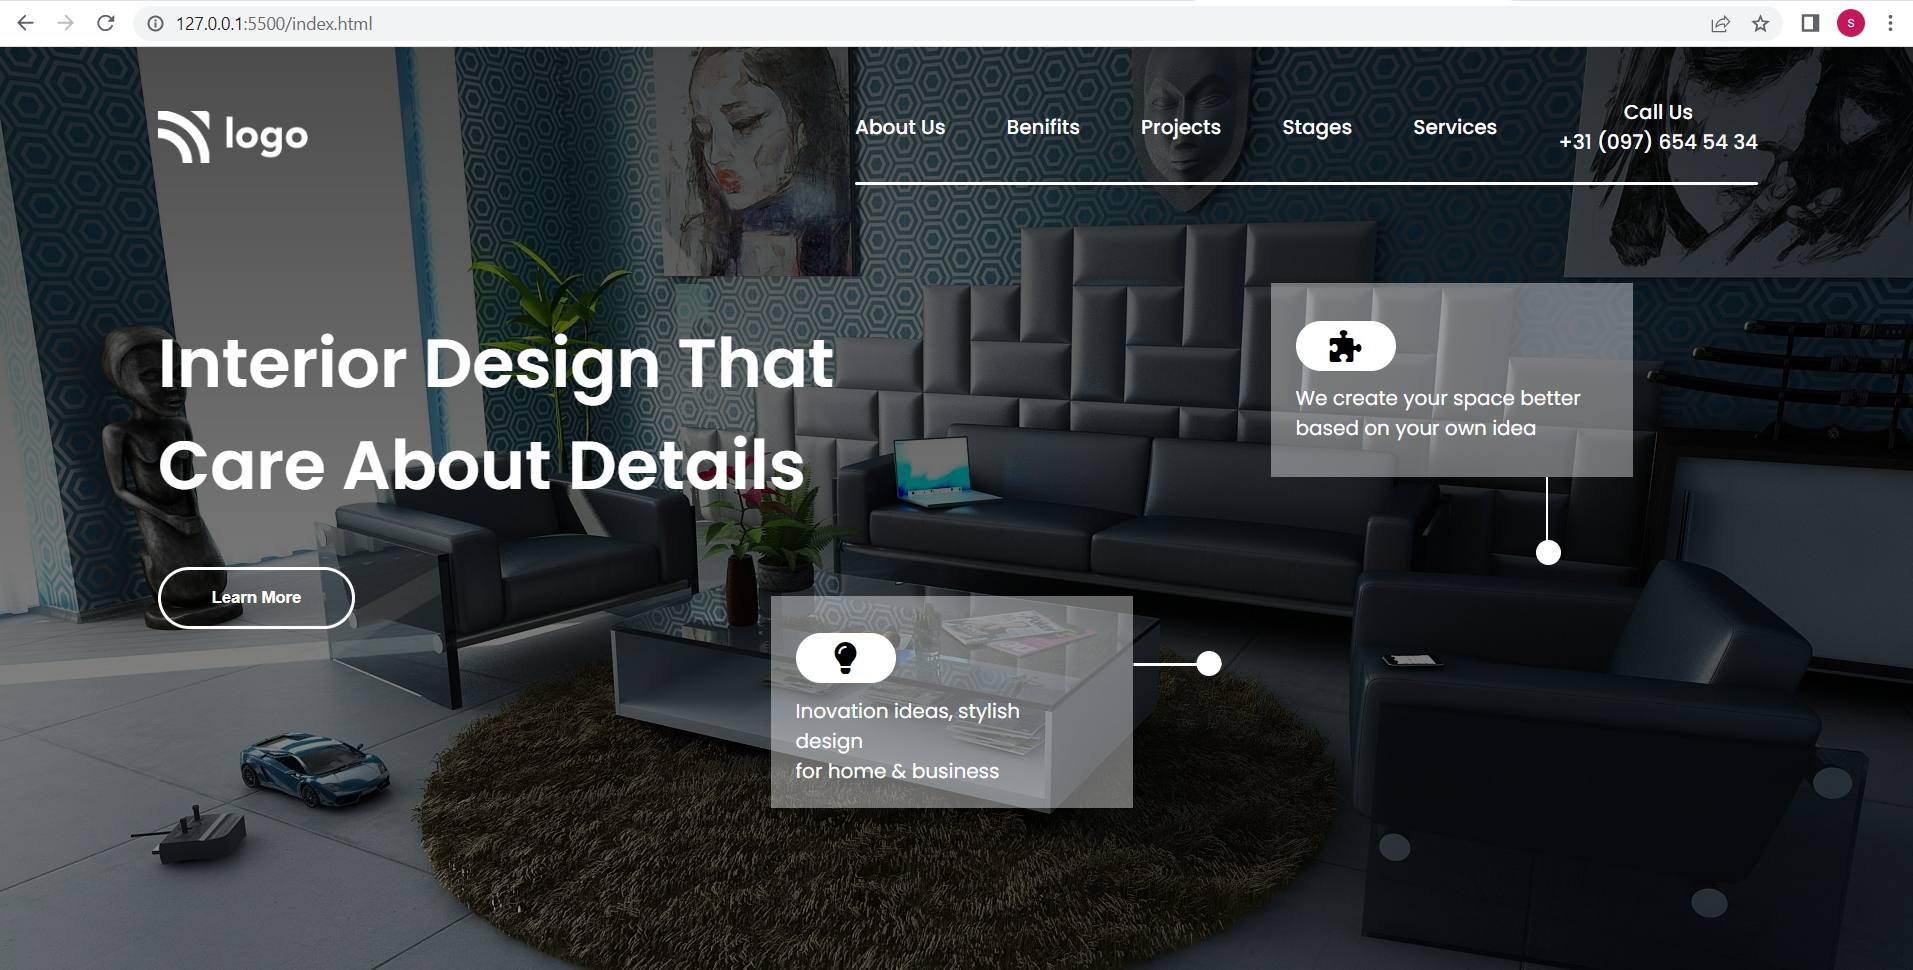 127.0.0.1:5500/index.html
S
logo
About Us
Benifits
Projects
Stages
Services
Call Us
+31 (097) 654 54 34
Interior Design That
Care About Details
Learn More
We create your space better
based on your own idea
Inovation ideas, stylish
design
for home & business